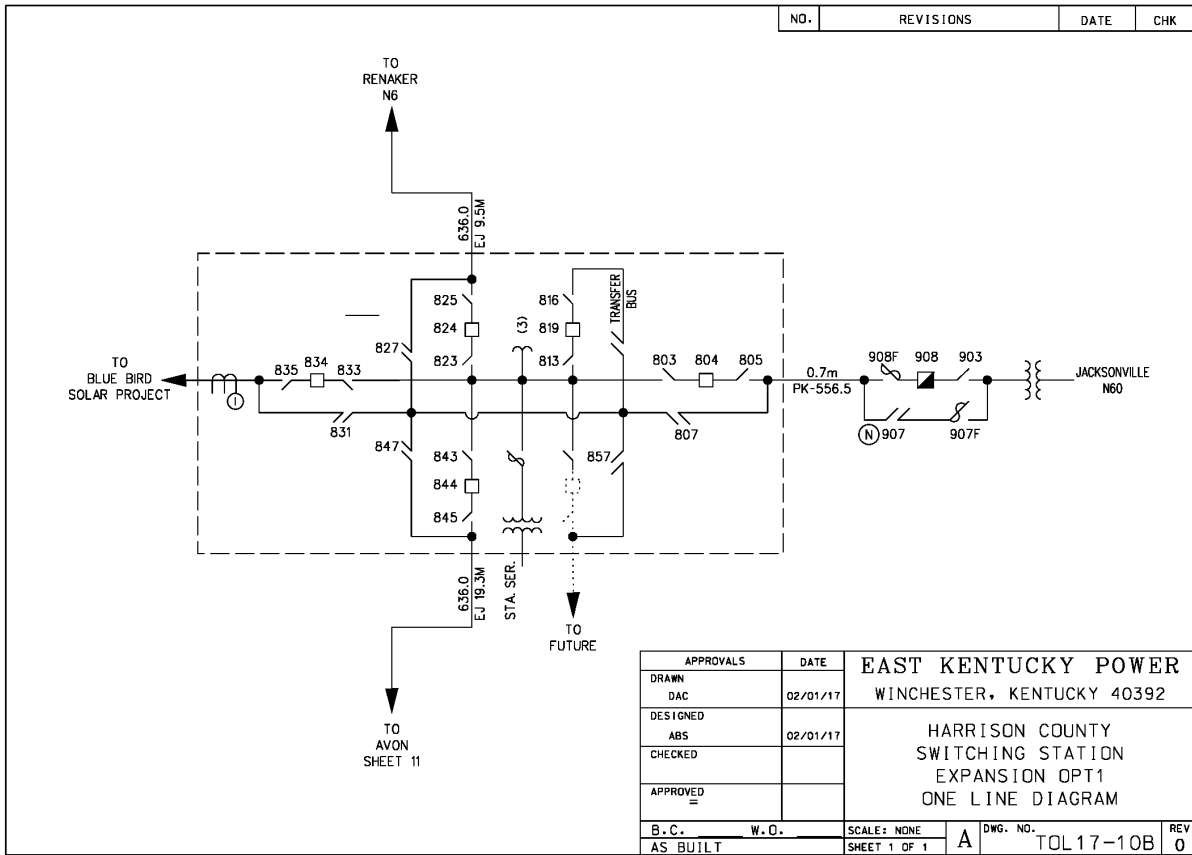 NO. REVISIONS DATE CHK
TO
RENAKER
N6
636.0
EJ 9.5M
825
824
823
827
(3)
816
819
813
TRANSFER
BUS
803 804 805
TO
BLUE BIRD
SOLAR PROJECT
835 834 833
I
831
847
843
844
845
857
807
0.7m
PK-556.5
908F 908 903
N 907 907F
JACKSONVILLE
N60
636.0
EJ 19.3M
STA. SER.
TO
FUTURE
TO
AVON
SHEET 11
APPROVALS DATE
DRAWN
DAC 02/01/17
DESIGNED
ABS 02/01/17
CHECKED
APPROVED
=
EAST KENTUCKY POWER
WINCHESTER, KENTUCKY 40392
HARRISON COUNTY
SWITCHING STATION
EXPANSION OPT1
ONE LINE DIAGRAM
B.C. W.O.
AS BUILT
SCALE: NONE
SHEET 1 OF 1
A
DWG. NO.
TOL17-10B
REV
0